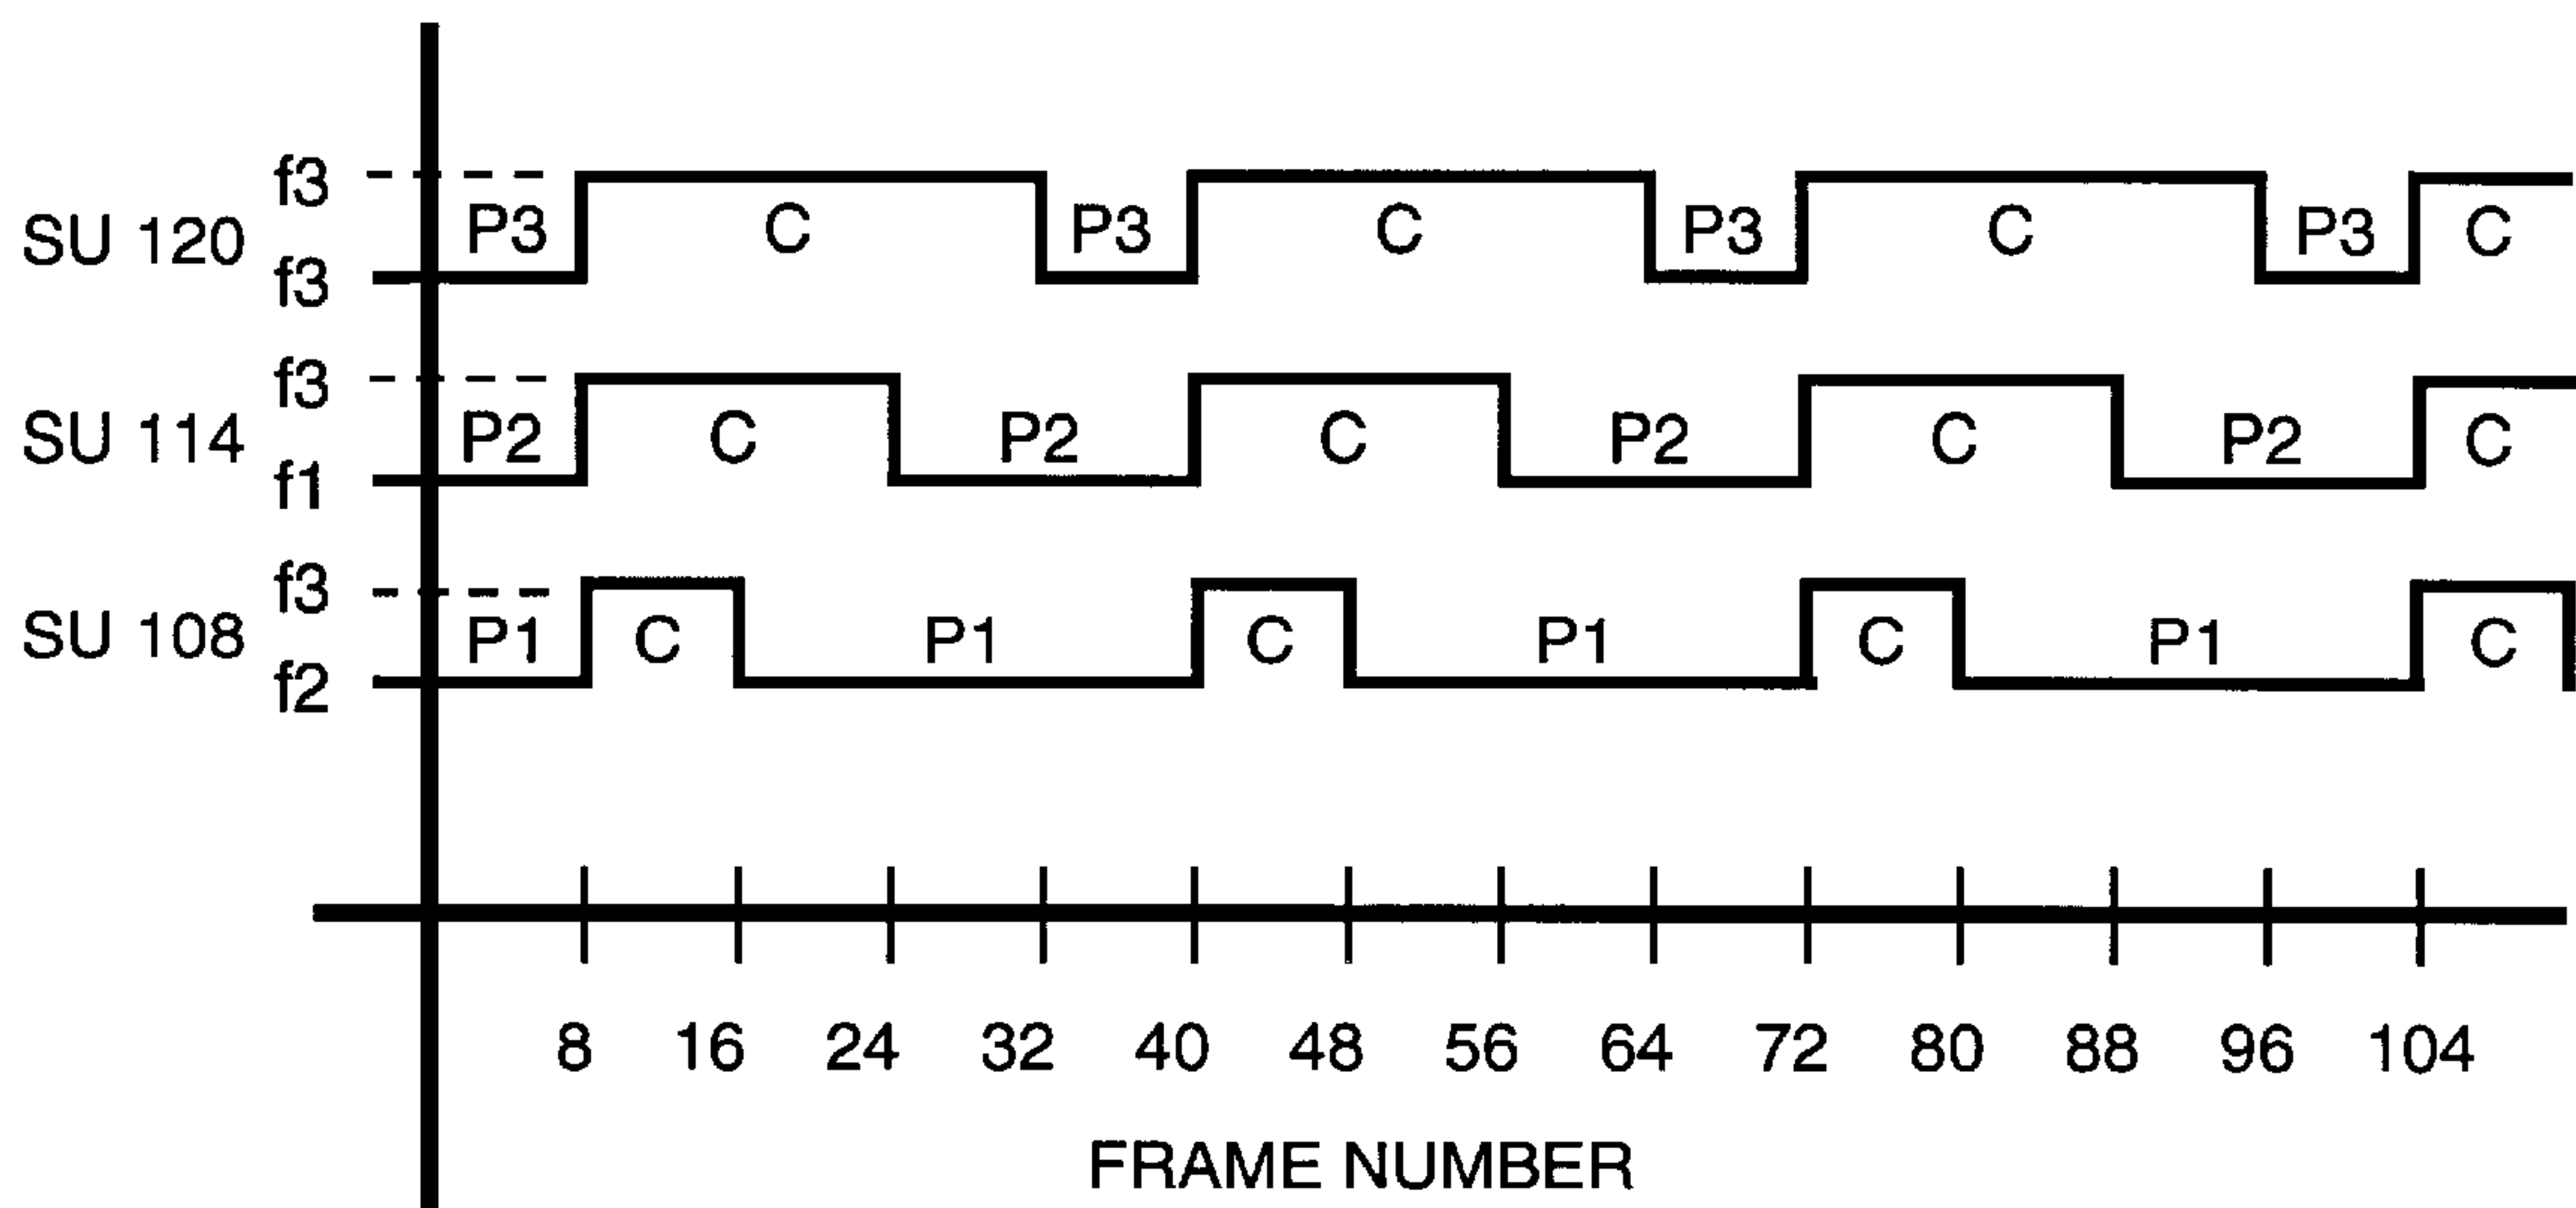 f3
SU 120 P3 C P3 C P3 C P3 C
f3
f3
SU 114 P2 C P2 C P2 C P2 C
f1
f3
SU 108 P1 C P1 C P1 C P1 C
f2
8 16 24 32 40 48 56 64 72 80 88 96 104
FRAME NUMBER